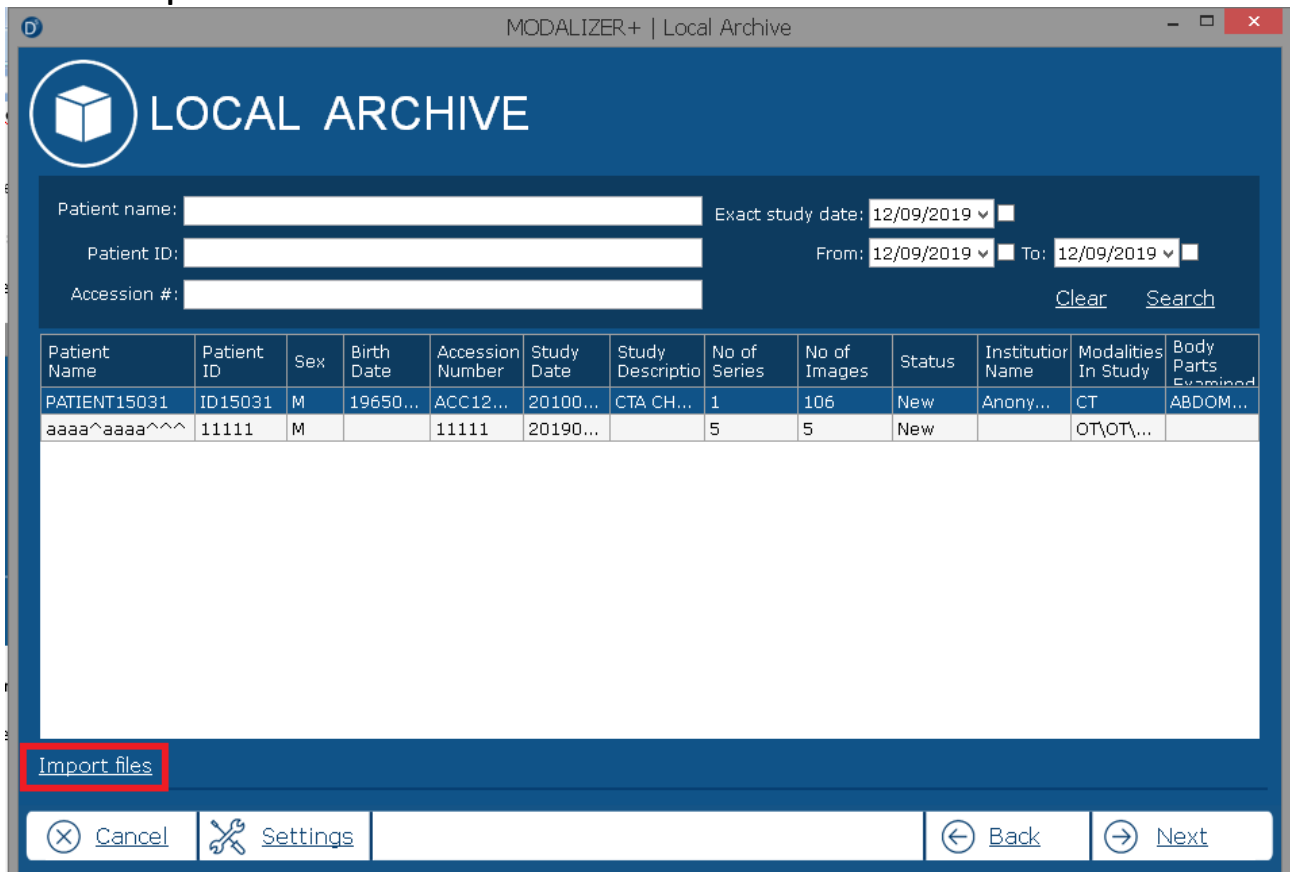 MODALIZER+ | Local Archive
LOCAL ARCHIVE
Patient name:
Exact study date: 12/09/2019
Patient ID:
From: 12/09/2019 To: 12/09/2019
Accession #:
Clear Search
Patient Name Patient ID Sex Birth Date Accession Number Study Date Study Descriptio No of Series No of Images Status Institution Name Modalities In Study Body Parts Examined
PATIENT15031 ID15031 M 19650... ACC12... 20100... CTA CH... 1 106 New Anony... CT ABDOM...
aaaa^aaaa^^^ 11111 M 11111 20190... 5 5 New OT\OT\...
Import files
Cancel Settings Back Next